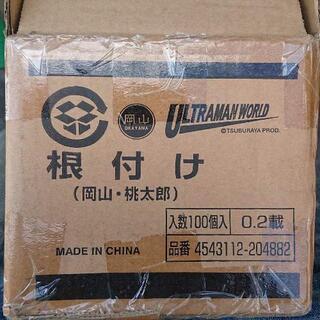 岡山
OKAYAMA
ULTRAMAN WORLD
©TSUBURAYA PROD.
根付け
(岡山・桃太郎)
入数100個入 0.2載
MADE IN CHINA
品番 4543112-204882